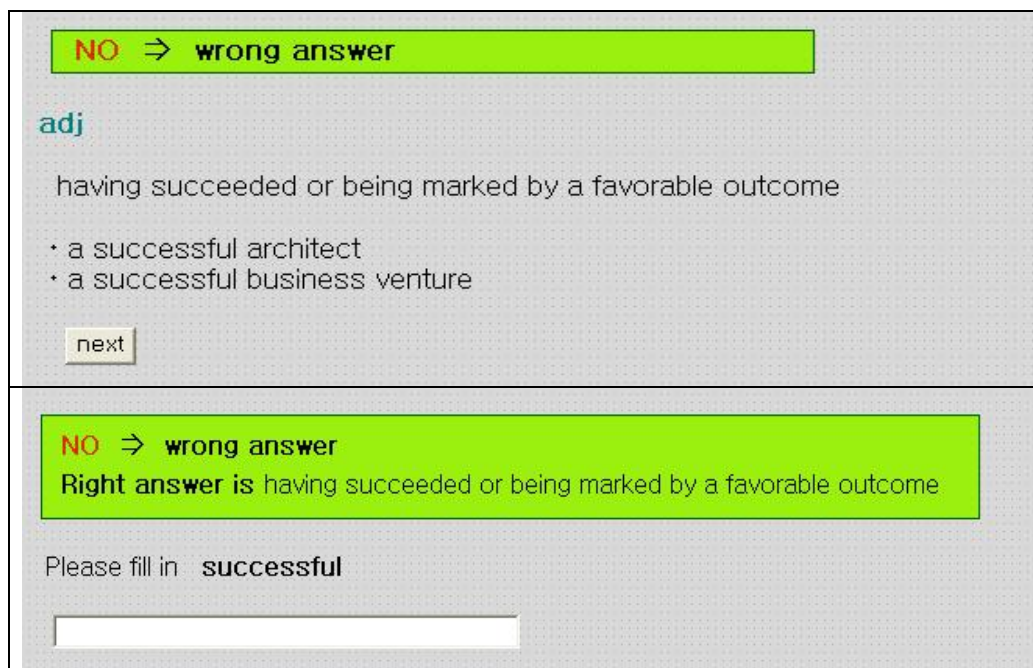 NO ⇒ wrong answer
adj
having succeeded or being marked by a favorable outcome
· a successful architect
· a successful business venture
next
NO ⇒ wrong answer
Right answer is having succeeded or being marked by a favorable outcome
Please fill in successful